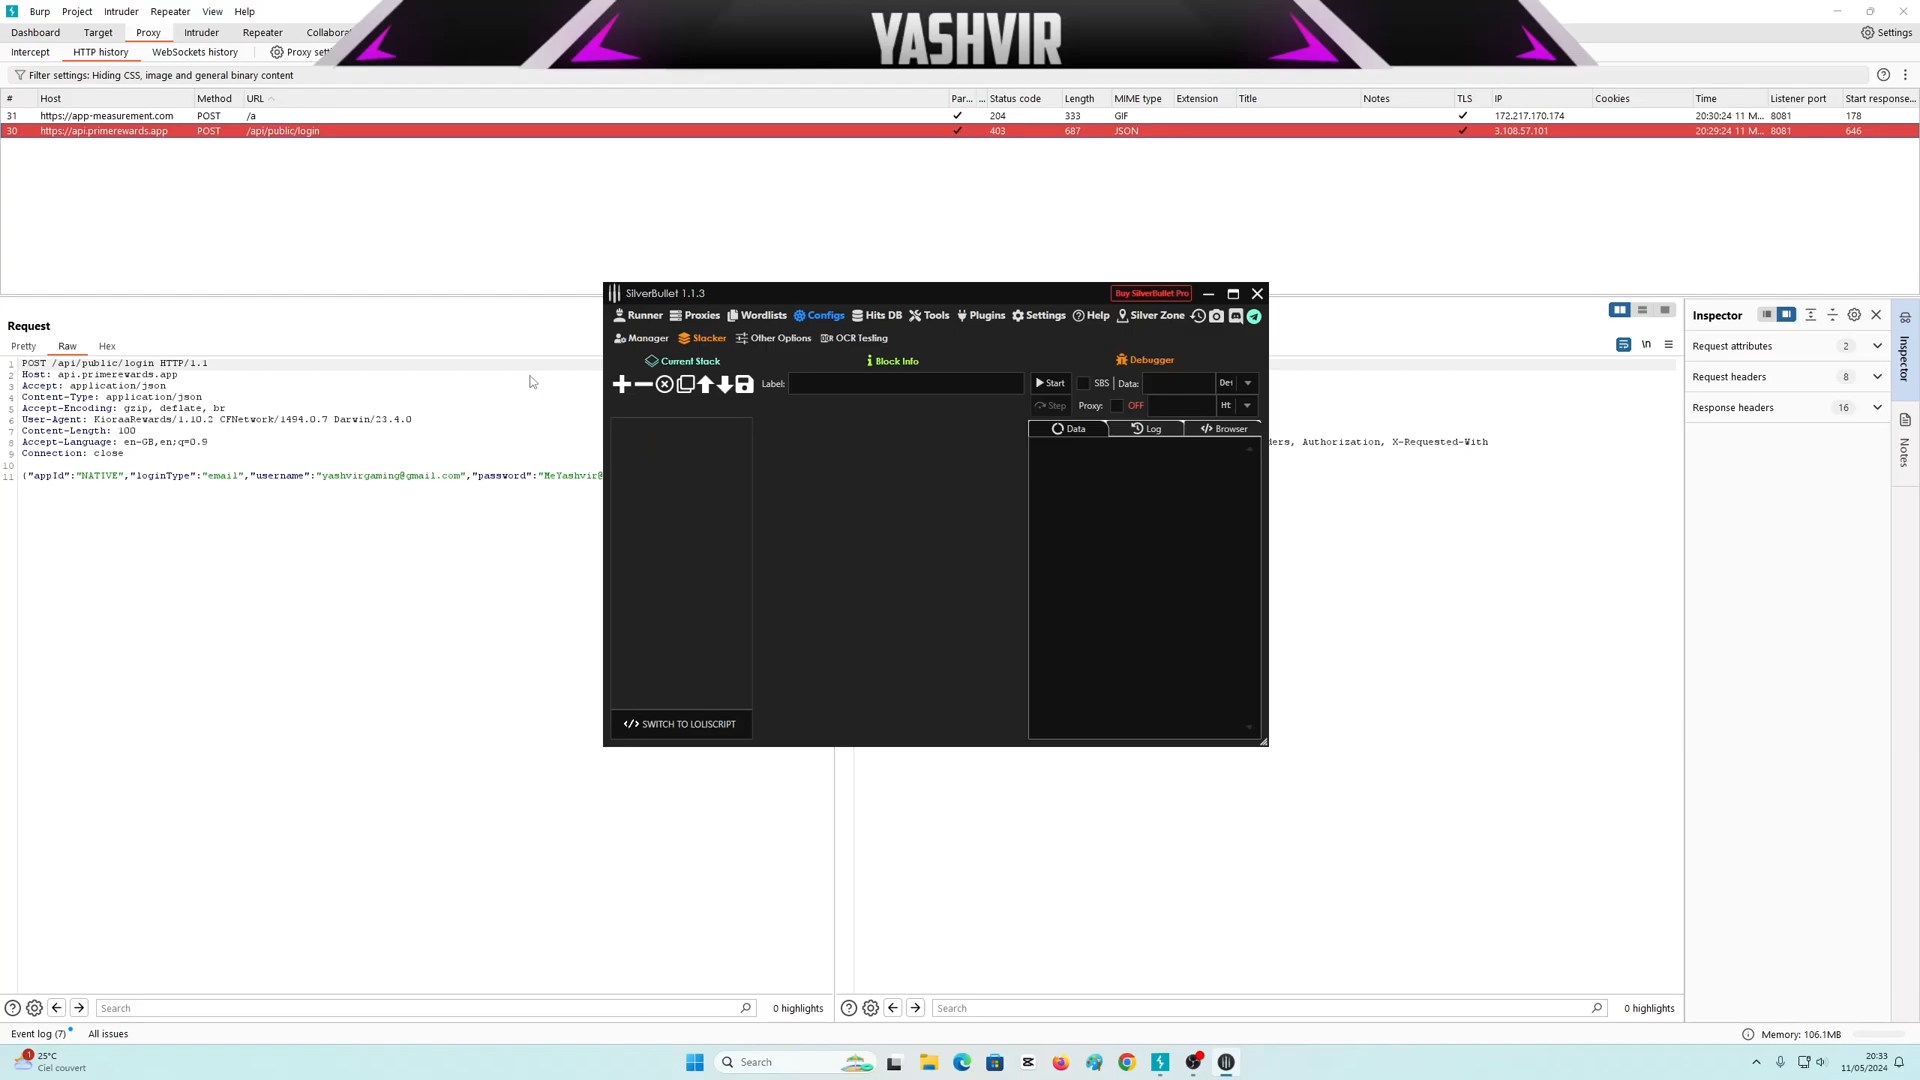 Burp Project Intruder Repeater View Help
YASHVIR
Dashboard Target Proxy Intruder Repeater Collabora
Settings
Intercept HTTP history WebSockets history Proxy sett
Filter settings: Hiding CSS, image and general binary content
# Host Method URL Par... ... Status code Length MIME type Extension Title Notes TLS IP Cookies Time Listener port Start response...
31 https://app-measurement.com POST /a ✓ 204 333 GIF ✓ 172.217.170.174 20:30:24 11 M... 8081 178
30 https://api.primerewards.app POST /api/public/login ✓ 403 687 JSON ✓ 3.108.57.101 20:29:24 11 M... 8081 646
Request
Pretty Raw Hex
1 POST /api/public/login HTTP/1.1
2 Host: api.primerewards.app
3 Accept: application/json
4 Content-Type: application/json
5 Accept-Encoding: gzip, deflate, br
6 User-Agent: KioraaRewards/1.10.2 CFNetwork/1494.0.7 Darwin/23.4.0
7 Content-Length: 100
8 Accept-Language: en-GB,en;q=0.9
9 Connection: close
10
11 {"appId":"NATIVE","loginType":"email","username":"yashvirgaming@gmail.com","password":"MeYashvir@
SilverBullet 1.1.3
Buy SilverBullet Pro
Runner Proxies Wordlists Configs Hits DB Tools Plugins Settings Help Silver Zone
Manager Stacker Other Options OCR Testing
Current Stack Block Info Debugger
Label: Start SBS | Data: Def
Step Proxy: OFF Ht
Data Log Browser
SWITCH TO LOLISCRIPT
ders, Authorization, X-Requested-With
\n
Inspector
Request attributes 2
Request headers 8
Response headers 16
Inspector
Notes
Search 0 highlights
Search 0 highlights
Event log (7) All issues
Memory: 106.1MB
1
25°C
Ciel couvert
Search
20:33
11/05/2024